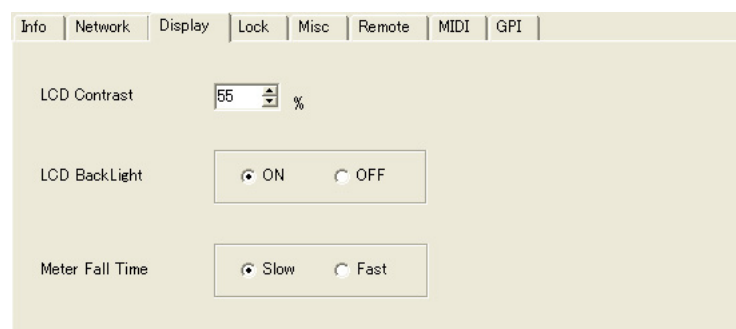 Info Network Display Lock Misc Remote MIDI GPI
LCD Contrast 55 %
LCD BackLight ON OFF
Meter Fall Time Slow Fast